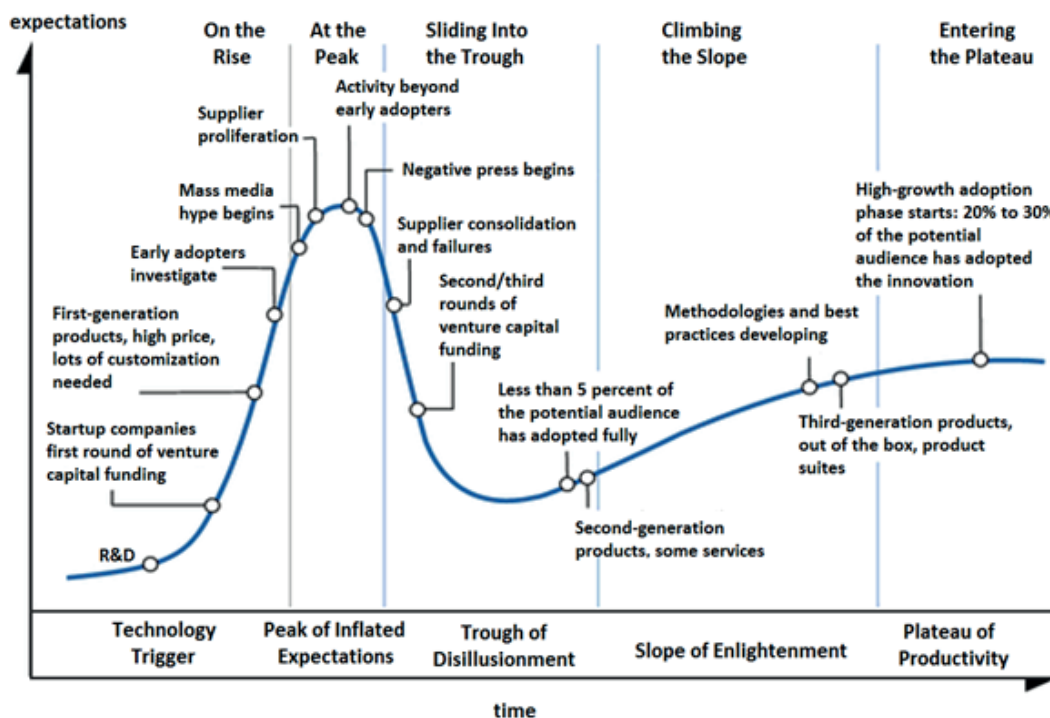 expectations
On the
Rise
At the
Peak
Sliding Into
the Trough
Climbing
the Slope
Entering
the Plateau
Activity beyond
early adopters
Supplier
proliferation
Negative press begins
Mass media
hype begins
High-growth adoption
phase starts: 20% to 30%
of the potential
audience has adopted
the innovation
Supplier consolidation
and failures
Early adopters
investigate
Second/third
rounds of
venture capital
funding
First-generation
products, high price,
lots of customization
needed
Methodologies and best
practices developing
Less than 5 percent of
the potential audience
has adopted fully
Startup companies
first round of venture
capital funding
Third-generation products,
out of the box, product
suites
Second-generation
products, some services
R&D
Technology
Trigger
Peak of Inflated
Expectations
Trough of
Disillusionment
Slope of Enlightenment
Plateau of
Productivity
time